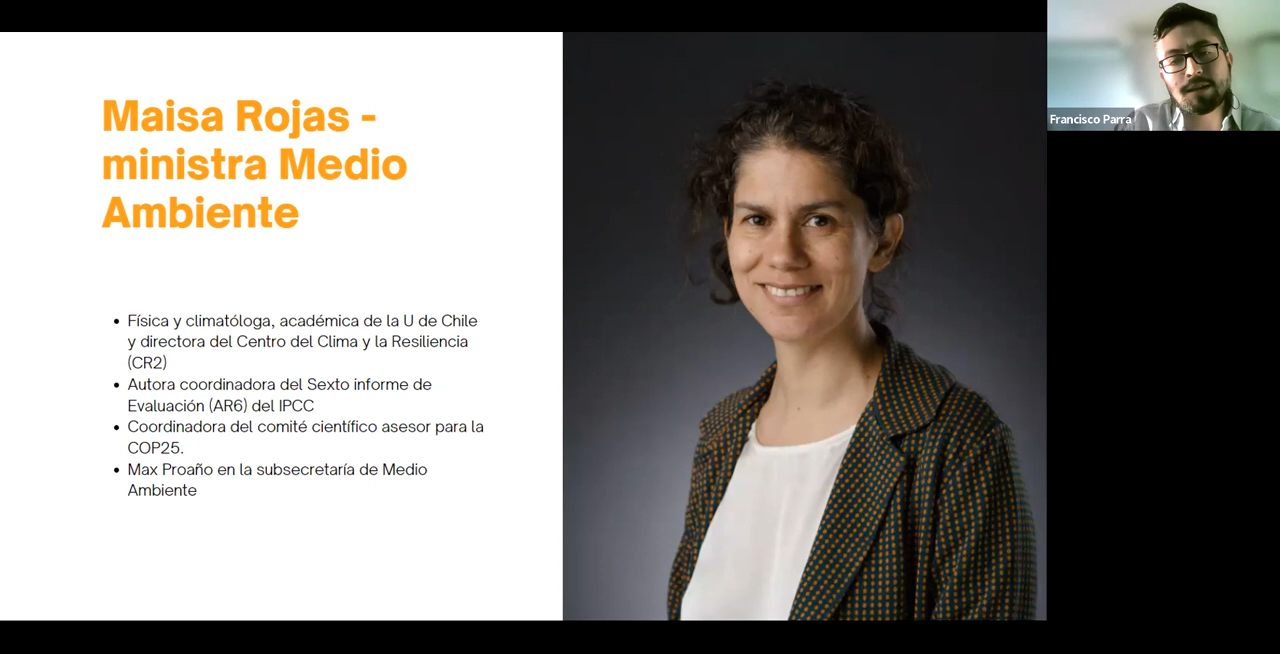 Maisa Rojas -
ministra Medio
Ambiente
• Física y climatóloga, académica de la U de Chile
y directora del Centro del Clima y la Resiliencia
(CR2)
• Autora coordinadora del Sexto informe de
Evaluación (AR6) del IPCC
• Coordinadora del comité científico asesor para la
COP25.
• Max Proaño en la subsecretaría de Medio
Ambiente
Francisco Parra